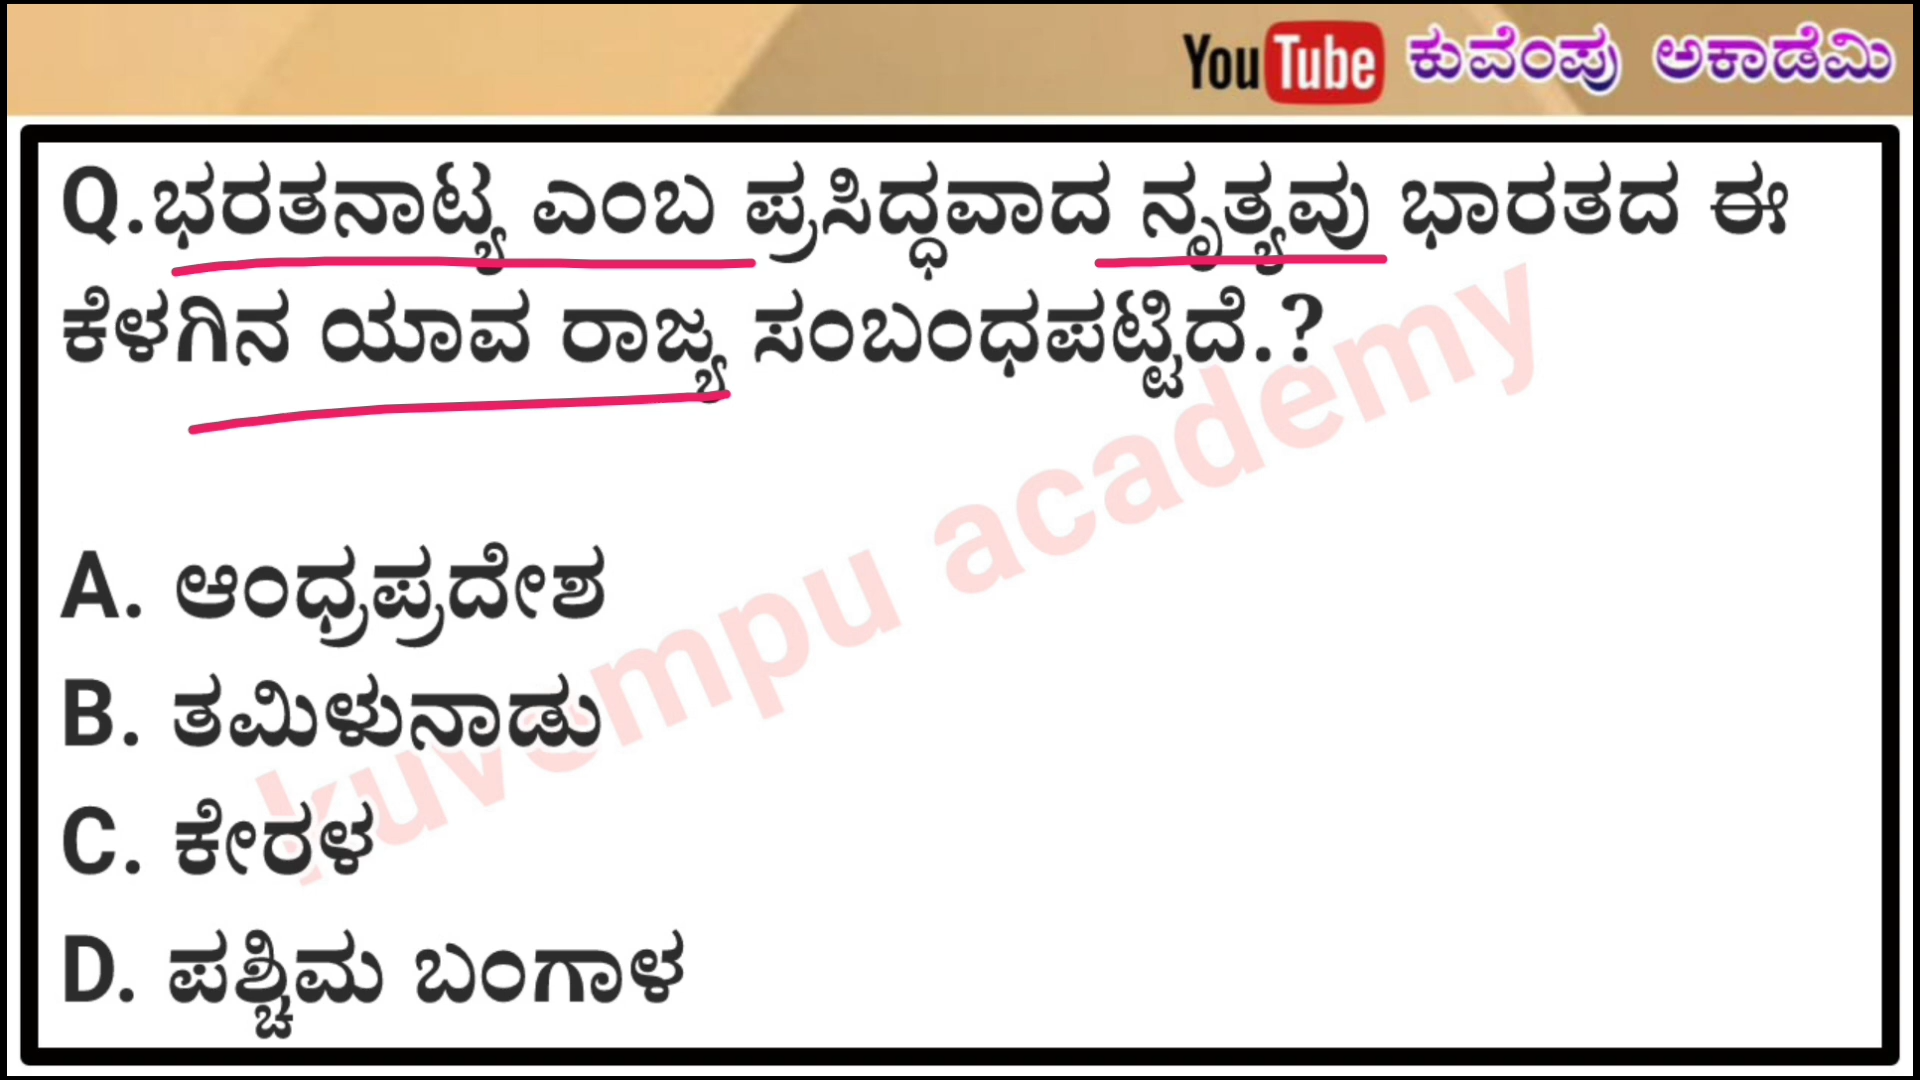 YouTube ಕುವೆಂಪು ಅಕಾಡೆಮಿ
Q.ಭರತನಾಟ್ಯ ಎಂಬ ಪ್ರಸಿದ್ಧವಾದ ನೃತ್ಯವು ಭಾರತದ ಈ
ಕೆಳಗಿನ ಯಾವ ರಾಜ್ಯ ಸಂಬಂಧಪಟ್ಟಿದೆ.?
A. ಆಂಧ್ರಪ್ರದೇಶ
B. ತಮಿಳುನಾಡು
C. ಕೇರಳ
D. ಪಶ್ಚಿಮ ಬಂಗಾಳ
kuvempu academy